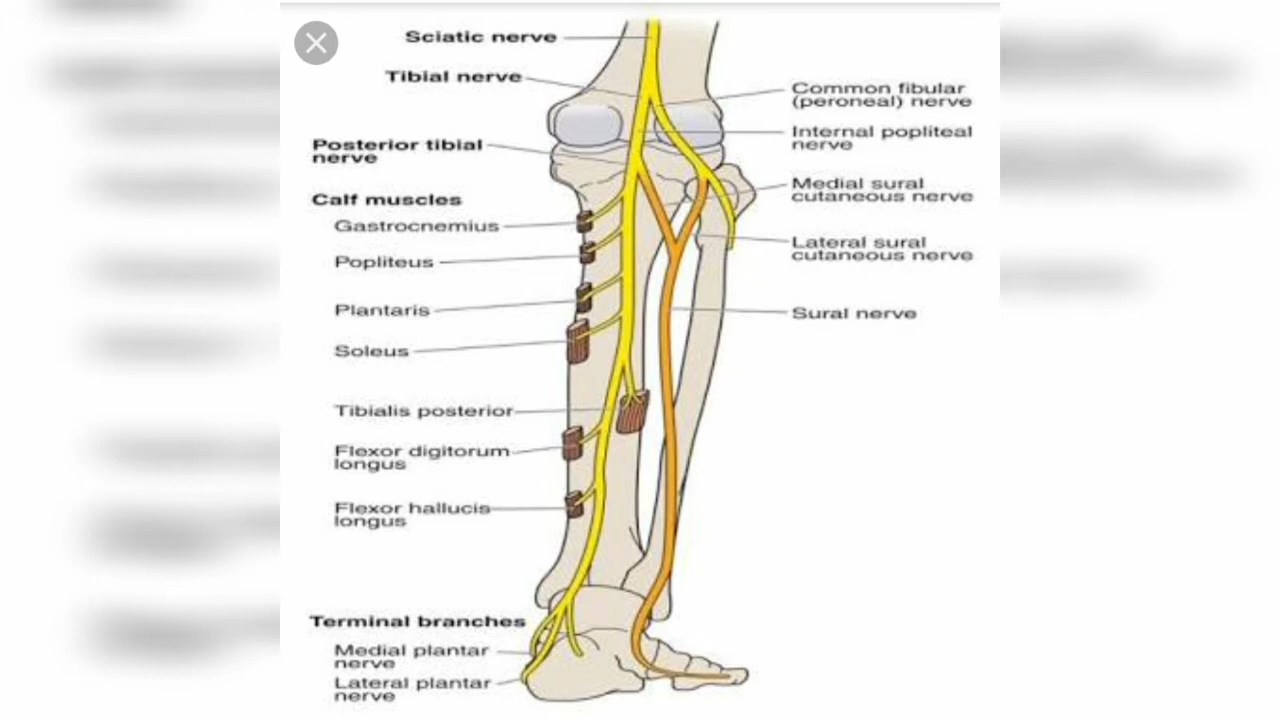 Sciatic nerve
Tibial nerve
Posterior tibial
nerve
Calf muscles
Gastrocnemius
Popliteus
Plantaris
Soleus
Tibialis posterior
Flexor digitorum
longus
Flexor hallucis
longus
Terminal branches
Medial plantar
nerve
Lateral plantar
nerve
Common fibular
(peroneal) nerve
Internal popliteal
nerve
Medial sural
cutaneous nerve
Lateral sural
cutaneous nerve
Sural nerve